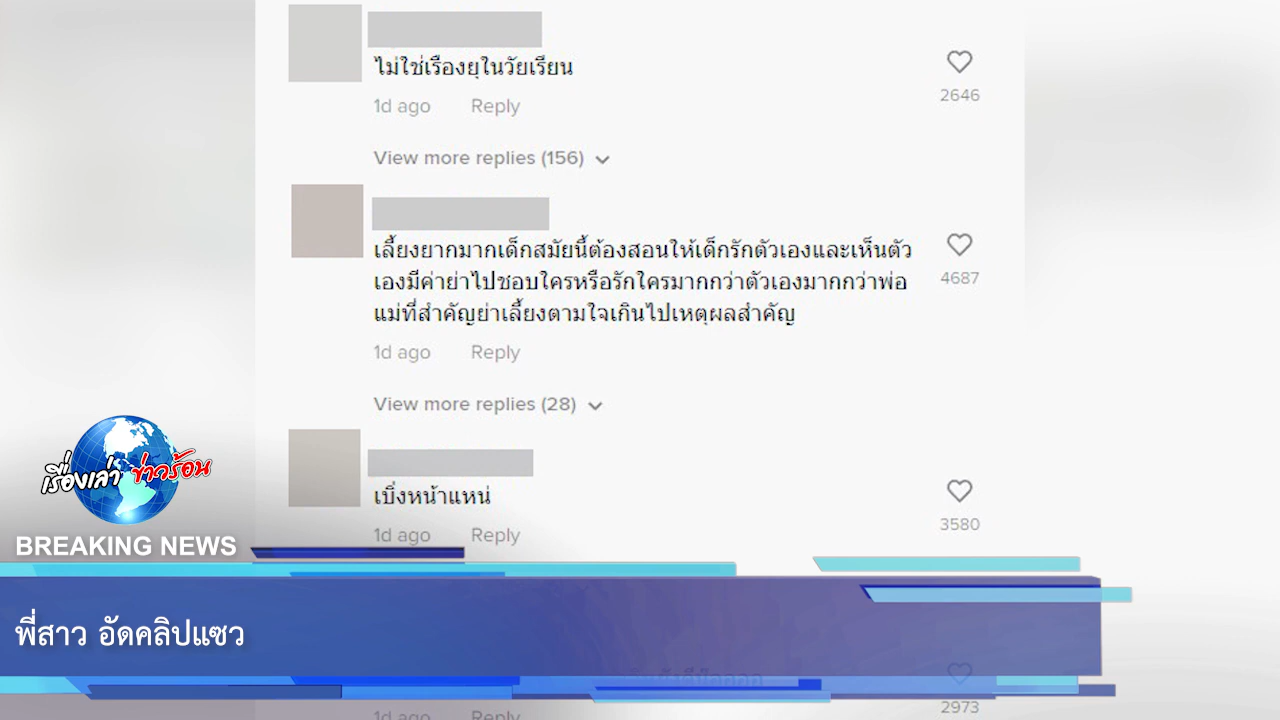 ไม่ใช่เรื่องยุในวัยเรียน
2646
1d ago Reply
View more replies (156)
เลี้ยงยากมากเด็กสมัยนี้ต้องสอนให้เด็กรักตัวเองและเห็นตัว
เองมีค่าย่าไปชอบใครหรือรักใครมากกว่าตัวเองมากกว่าพ่อ
แม่ที่สำคัญย่าเลี้ยงตามใจเกินไปเหตุผลสำคัญ
4687
1d ago Reply
View more replies (28)
เบิ่งหน้าแหน่
3580
1d ago Reply
เรื่องเล่า ข่าวร้อน
BREAKING NEWS
พี่สาว อัดคลิปแซว
2973
1d ago Reply